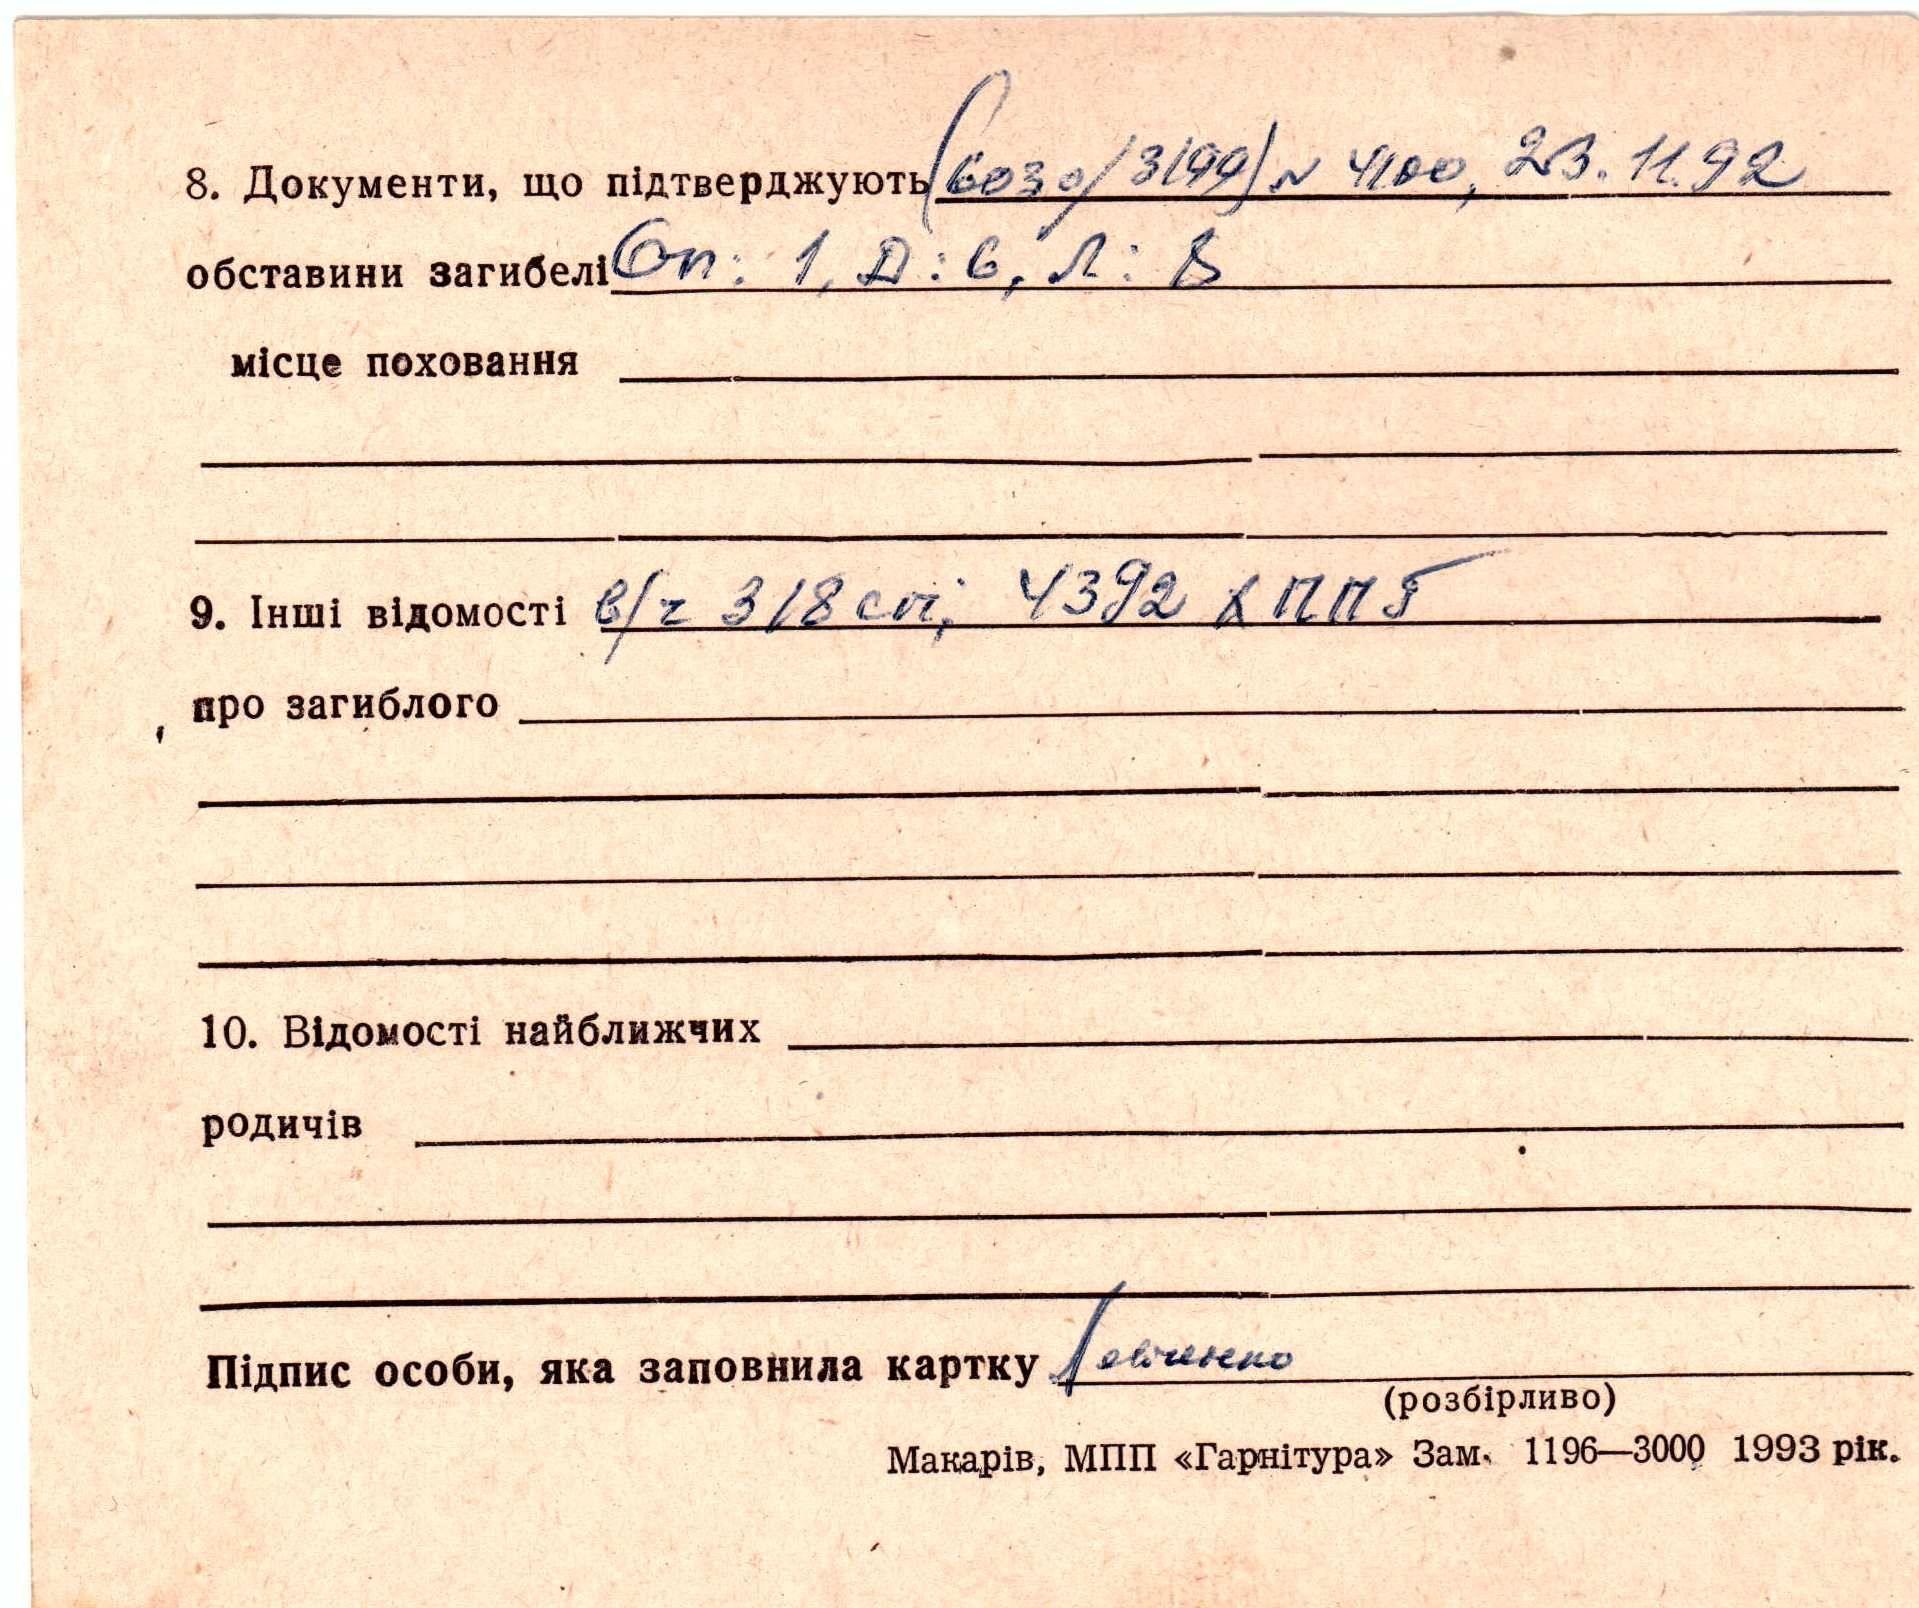 8. Документи, що підтверджують (6030/3199) N 4100, 23.11.92
обставини загибелі Оп: 1, Д: 6, Л: 8
місце поховання
9. Інші відомості в/ч 318 сп; 4392 ХППГ
про загиблого
10. Відомості найближчих
родичів
Підпис особи, яка заповнила картку
(розбірливо)
Макарів, МПП «Гарнітура» Зам. 1196—3000 1993 рік.